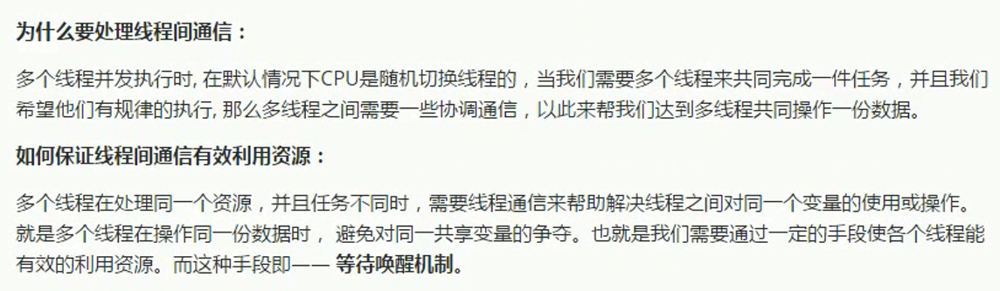 为什么要处理线程间通信：
多个线程并发执行时, 在默认情况下CPU是随机切换线程的，当我们需要多个线程来共同完成一件任务，并且我们
希望他们有规律的执行, 那么多线程之间需要一些协调通信，以此来帮我们达到多线程共同操作一份数据。
如何保证线程间通信有效利用资源：
多个线程在处理同一个资源，并且任务不同时，需要线程通信来帮助解决线程之间对同一个变量的使用或操作。
就是多个线程在操作同一份数据时， 避免对同一共享变量的争夺。也就是我们需要通过一定的手段使各个线程能
有效的利用资源。而这种手段即—— 等待唤醒机制。